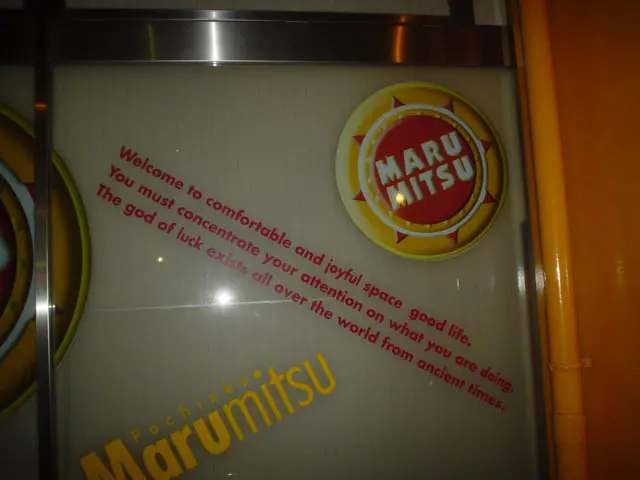 MARU
MITSU
Welcome to comfortable and joyful space good life.
You must concentrate your attention on what you are doing.
The god of luck exists all over the world from ancient times.
Pachinko
Marumitsu